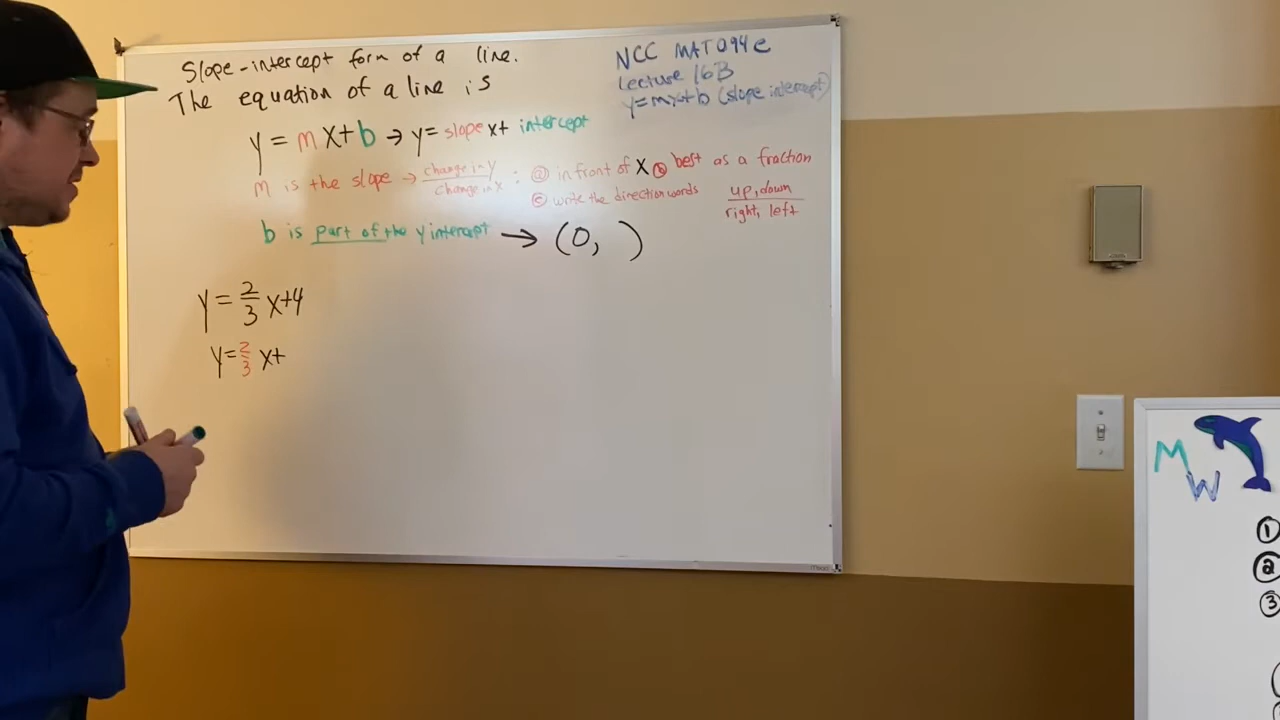 Slope-intercept form of a line.
The equation of a line is
y = mx+b → y = slope x + intercept
m is the slope → change in y / change in x : ⓐ in front of x ⓑ best as a fraction
ⓒ write the direction words up, down / right, left
b is part of the y intercept → (0, )
y = 2/3 x+4
y = 2/3 x+
NCC MAT094e
Lecture 16B
y=mx+b (slope intercept)
M
W
①
②
③